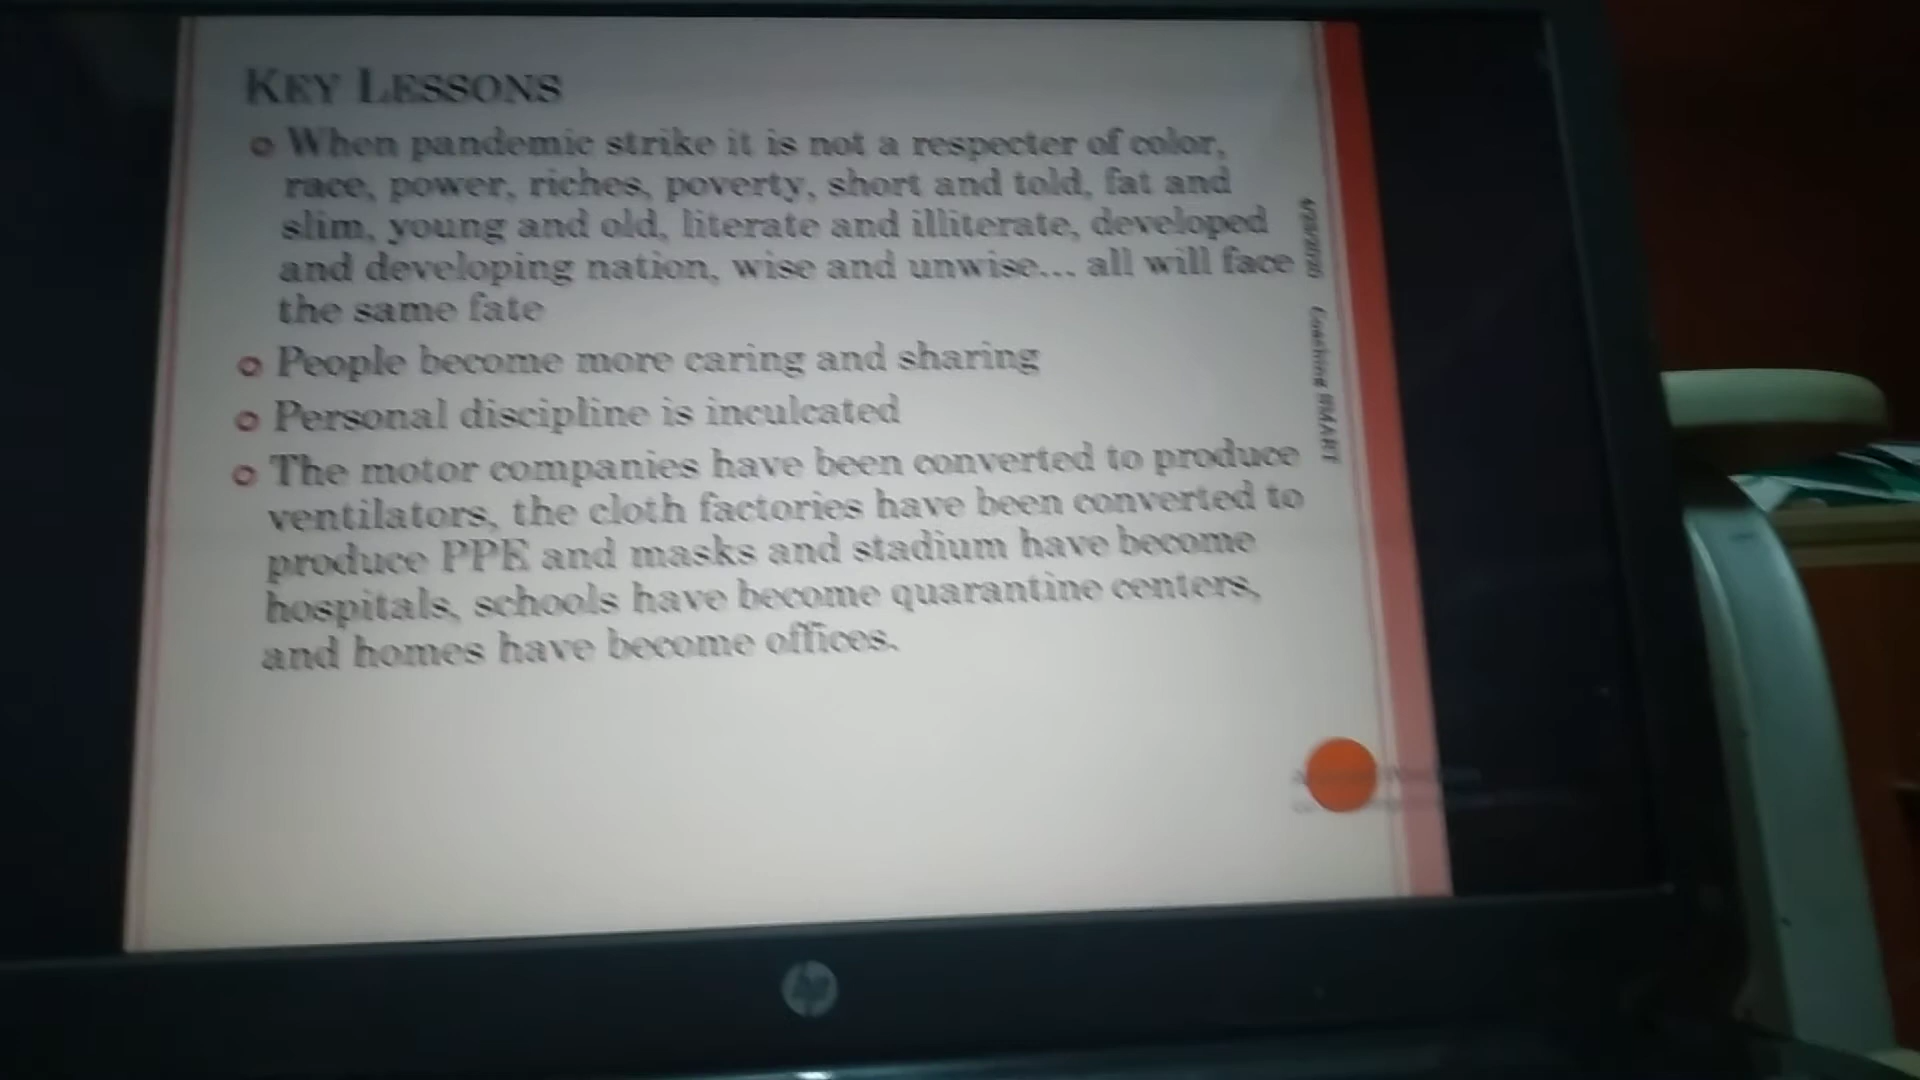 KEY LESSONS
When pandemic strike it is not a respecter of color,
race, power, riches, poverty, short and told, fat and
slim, young and old, literate and illiterate, developed
and developing nation, wise and unwise... all will face
the same fate
People become more caring and sharing
Personal discipline is inculcated
The motor companies have been converted to produce
ventilators, the cloth factories have been converted to
produce PPE and masks and stadium have become
hospitals, schools have become quarantine centers,
and homes have become offices.
hp